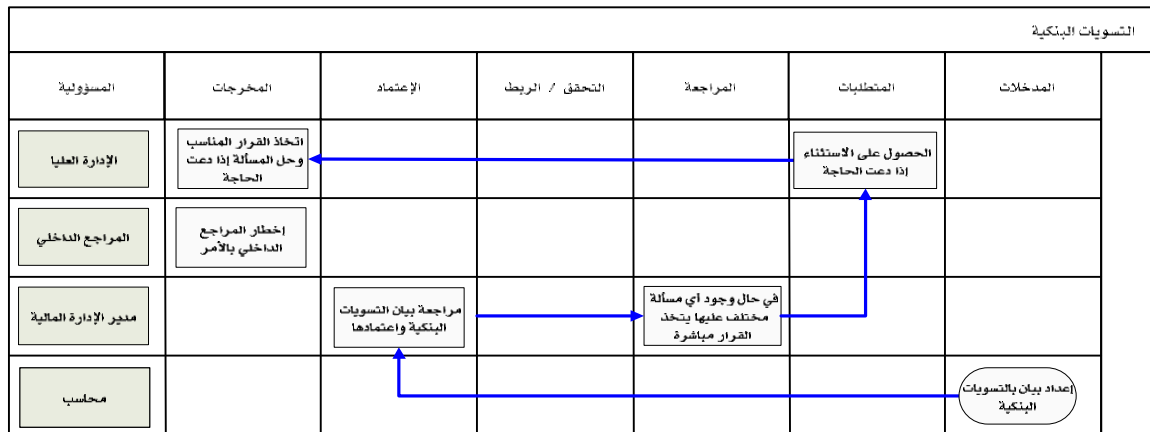 التسويات البنكية
المدخلات
المتطلبات
المراجعة
التحقق / الربط
الإعتماد
المخرجات
المسؤولية
الحصول على الاستثناء
إذا دعت الحاجة
اتخاذ القرار المناسب
وحل المسألة إذا دعت
الحاجة
الإدارة العليا
إخطار المراجع
الداخلي بالأمر
المراجع الداخلي
في حال وجود أي مسألة
مختلف عليها يتخذ
القرار مباشرة
مراجعة بيان التسويات
البنكية واعتمادها
مدير الإدارة المالية
إعداد بيان بالتسويات
البنكية
محاسب